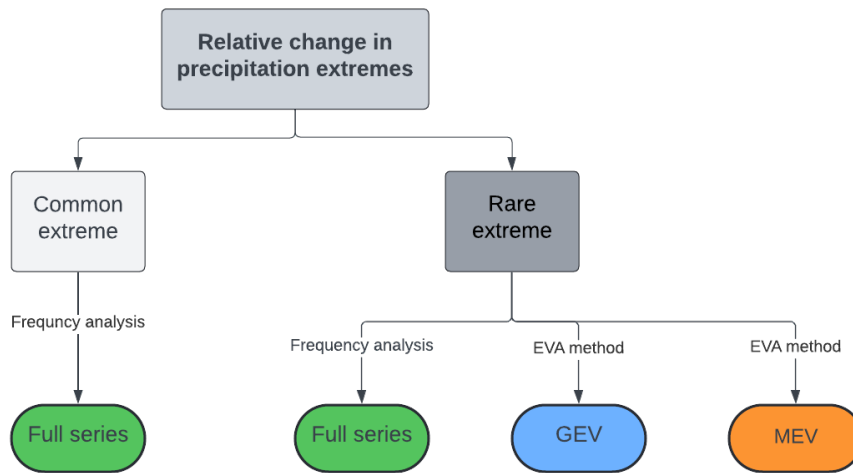 Relative change in
precipitation extremes
Common
extreme
Rare
extreme
Frequncy analysis
Frequency analysis
EVA method
EVA method
Full series
Full series
GEV
MEV